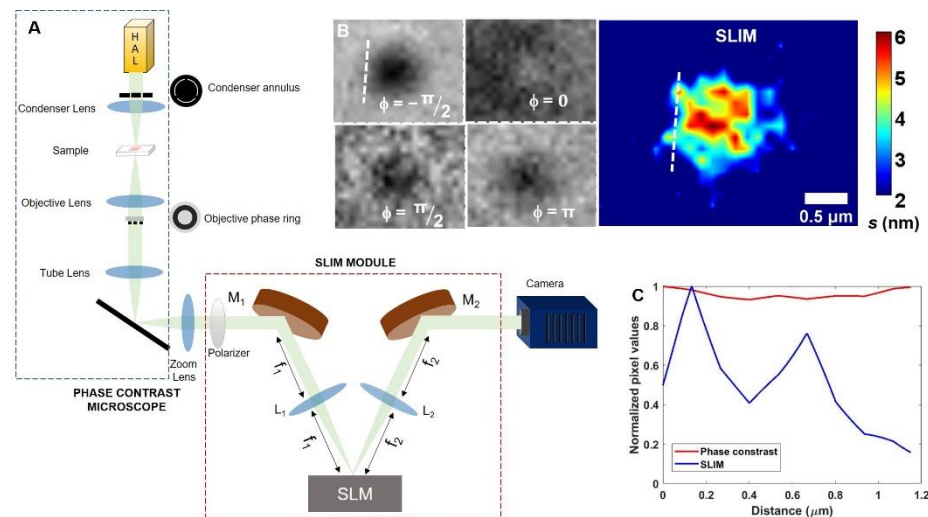 A
HAL
Condenser annulus
Condenser Lens
Sample
Objective Lens
Objective phase ring
Tube Lens
PHASE CONTRAST
MICROSCOPE
Zoom
Lens
Polarizer
SLIM MODULE
M1
M2
f1
f2
L1
L2
f1
f2
SLM
Camera
B
ϕ = −π/2
ϕ = 0
ϕ = π/2
ϕ = π
SLIM
0.5 µm
6
5
4
3
2
s (nm)
C
Normalized pixel values
1
0.8
0.6
0.4
0.2
0
Phase contrast
SLIM
0 0.2 0.4 0.6 0.8 1 1.2
Distance (µm)